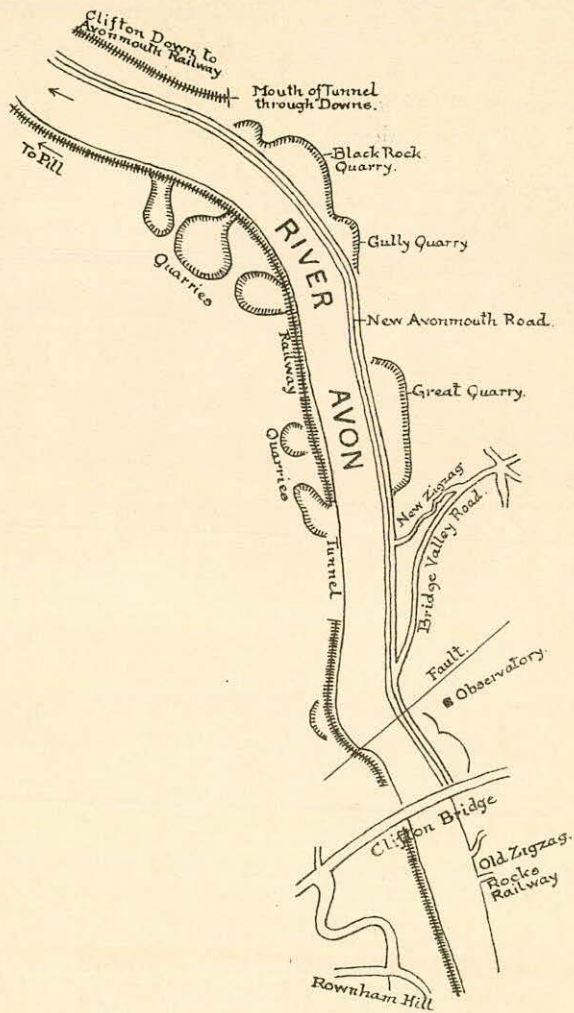 Clifton Down to
Avonmouth Railway
Mouth of Tunnel
through Downs.
To Pill
Black Rock
Quarry.
Quarries
RIVER
AVON
Gully Quarry
New Avonmouth Road.
Railway
Great Quarry.
Quarries
New Zigzag
Bridge Valley Road.
Tunnel
Fault.
Observatory.
Clifton Bridge
Old Zigzag.
Rocks
Railway
Rownham Hill